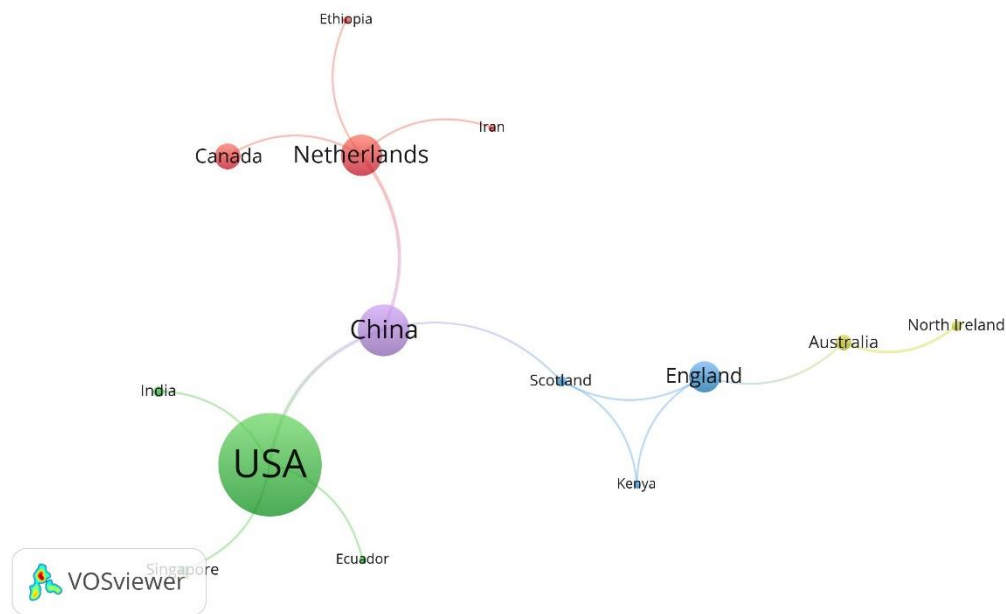 Ethiopia
Iran
Canada
Netherlands
China
North Ireland
Australia
Scotland
England
India
USA
Kenya
Ecuador
Singapore
VOSviewer